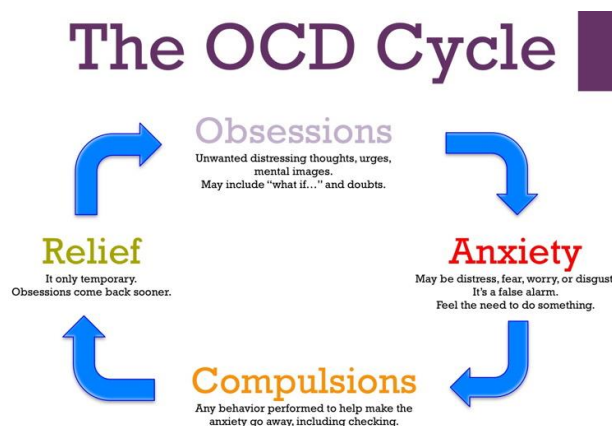 The OCD Cycle
Obsessions
Unwanted distressing thoughts, urges,
mental images.
May include “what if…” and doubts.
Anxiety
May be distress, fear, worry, or disgust
It’s a false alarm.
Feel the need to do something.
Compulsions
Any behavior performed to help make the
anxiety go away, including checking.
Relief
It only temporary.
Obsessions come back sooner.